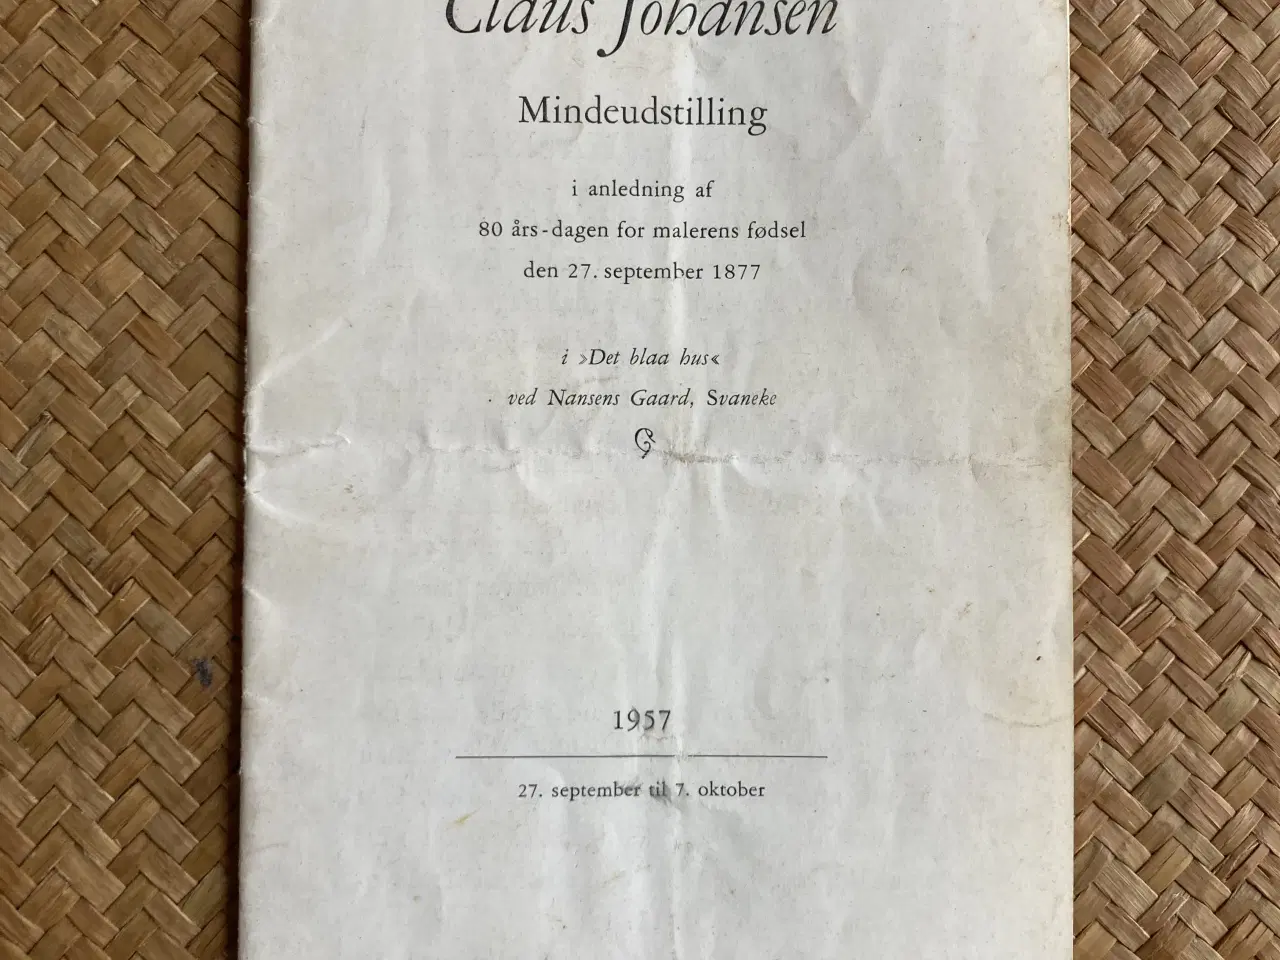 Claus Johansen
Mindeudstilling
i anledning af
80 års-dagen for malerens fødsel
den 27. september 1877
i »Det blaa hus«
ved Nansens Gaard, Svaneke
1957
27. september til 7. oktober